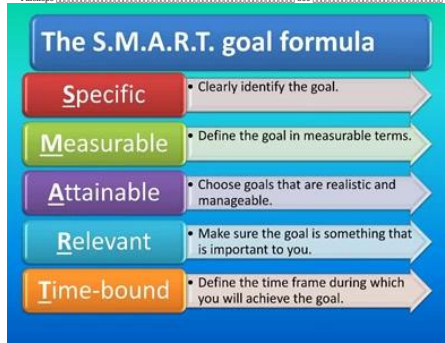 The S.M.A.R.T. goal formula
Specific
• Clearly identify the goal.
Measurable
• Define the goal in measurable terms.
Attainable
• Choose goals that are realistic and
manageable.
Relevant
• Make sure the goal is something that
is important to you.
Time-bound
• Define the time frame during which
you will achieve the goal.